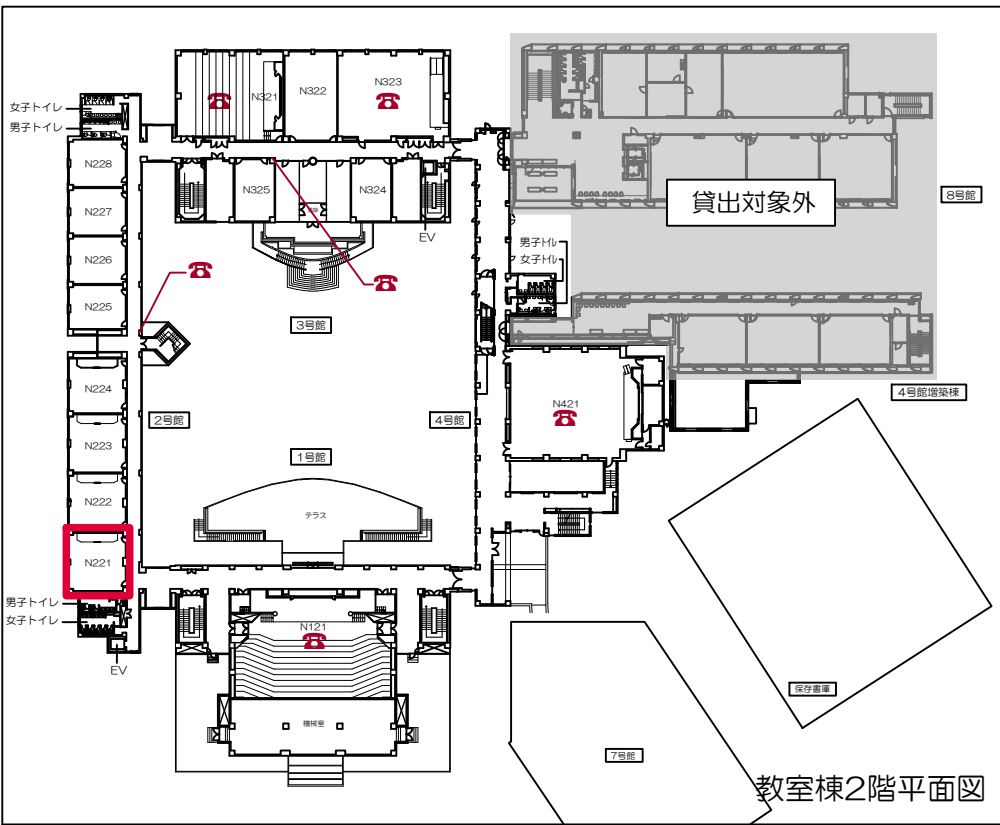 N321
N322
N323
女子トイレ
男子トイレ
N228
N227
N226
N225
N325
N324
EV
貸出対象外
8号館
男子トイレ
女子トイレ
3号館
N224
N223
N222
N221
2号館
4号館
N421
4号館増築棟
1号館
テラス
男子トイレ
女子トイレ
EV
N121
機械室
保存書庫
7号館
教室棟2階平面図